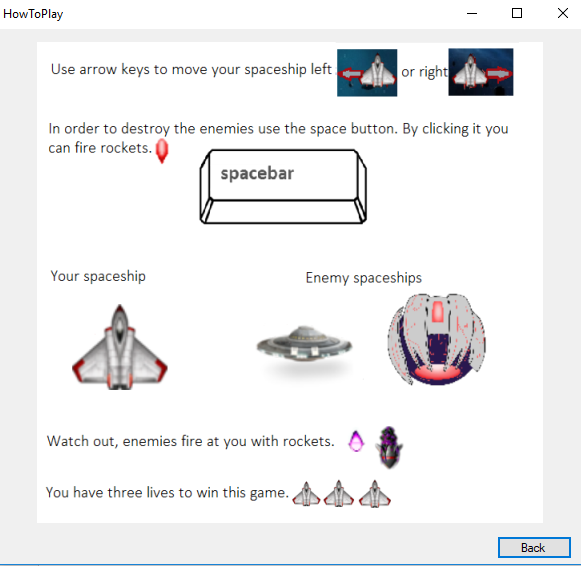 HowToPlay
Use arrow keys to move your spaceship left or right
In order to destroy the enemies use the space button. By clicking it you
can fire rockets.
spacebar
Your spaceship
Enemy spaceships
Watch out, enemies fire at you with rockets.
You have three lives to win this game.
Back